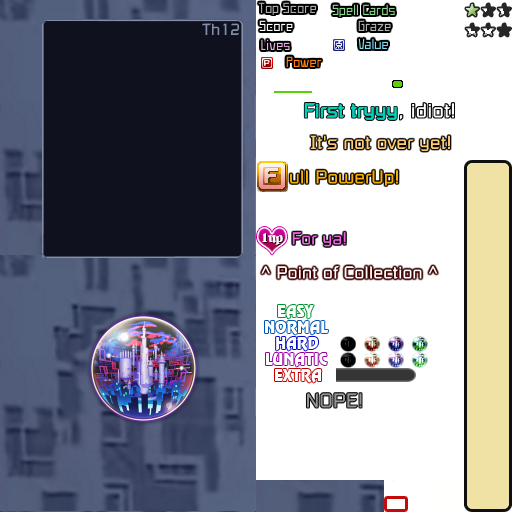 Th12
Top Score Spell Cards
Score Graze
Lives Value
P Power
First tryyy, idiot!
It's not over yet!
Full PowerUp!
1up For ya!
^ Point of Collection ^
EASY
NORMAL
HARD
LUNATIC
EXTRA
NOPE!